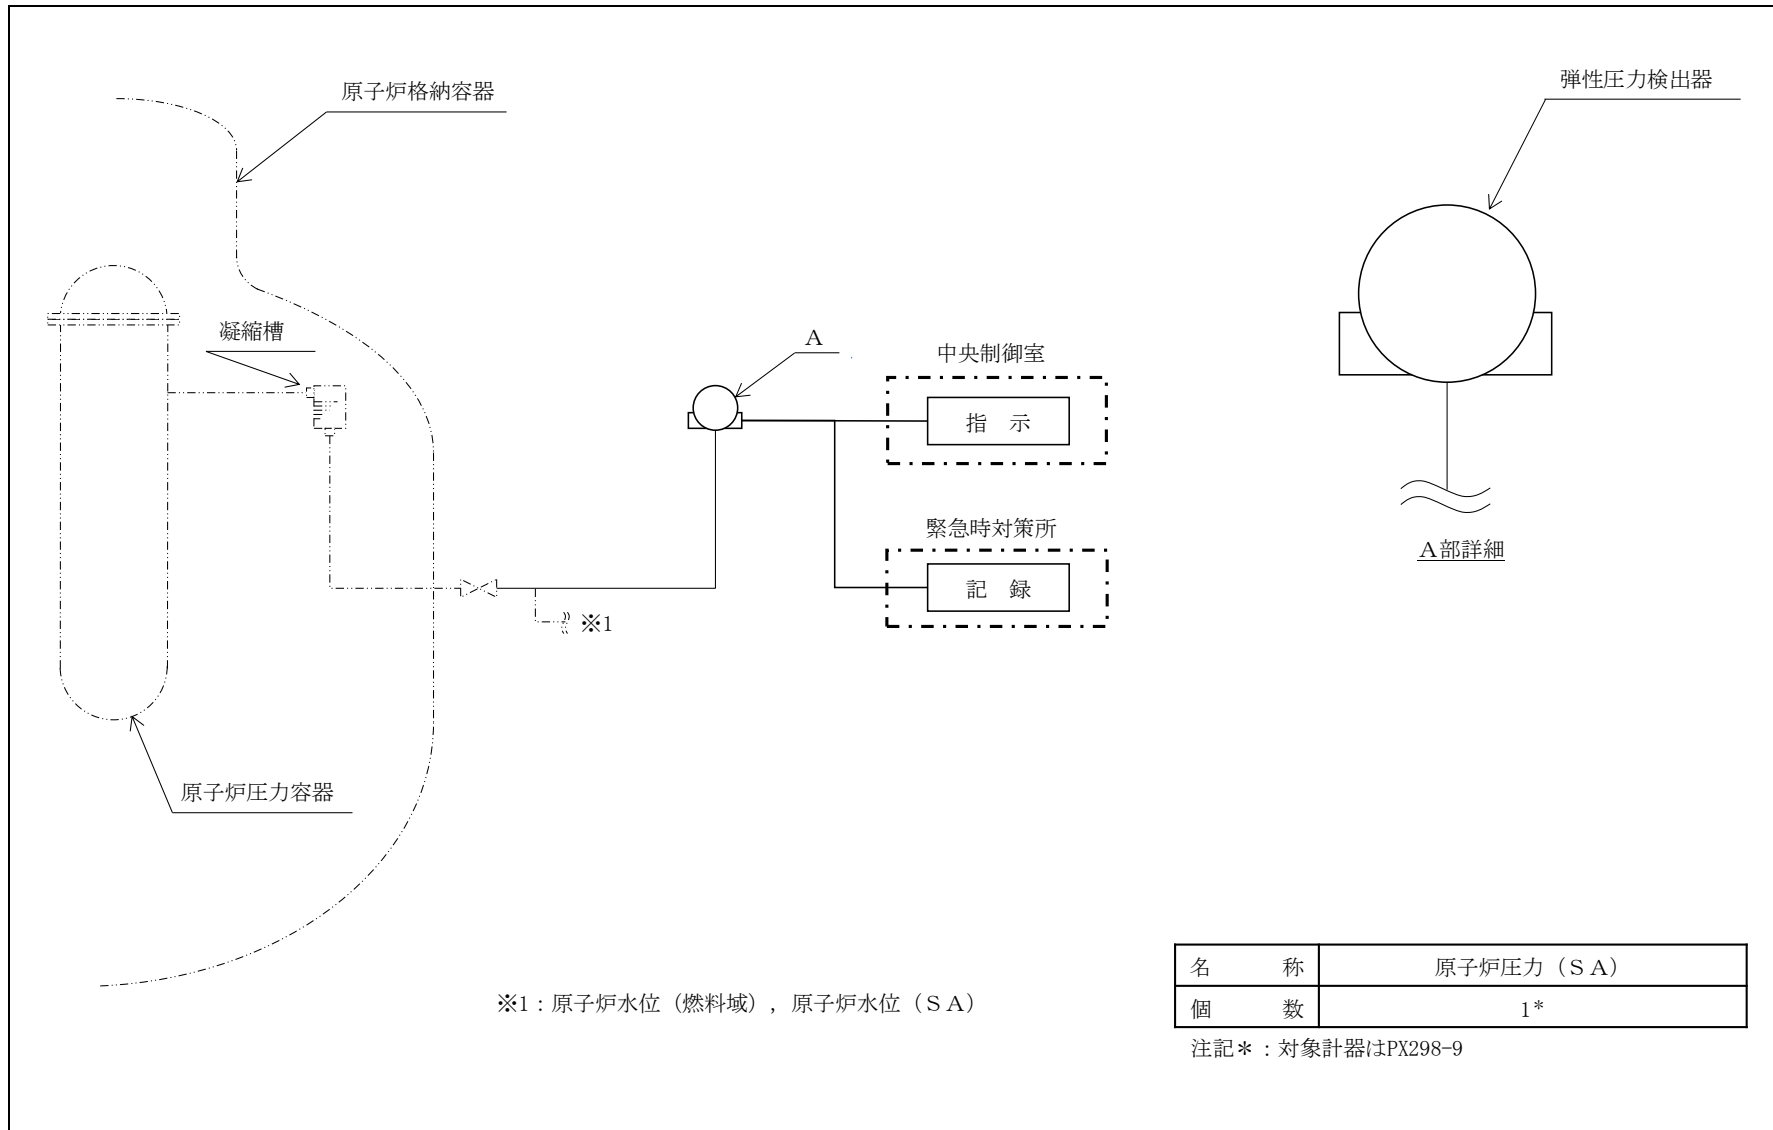 原子炉格納容器
弾性圧力検出器
凝縮槽
A
中央制御室
指 示
緊急時対策所
記 録
※1
A部詳細
原子炉圧力容器
※1：原子炉水位（燃料域），原子炉水位（SA）
名 称 原子炉圧力（SA）
個 数 1*
注記＊：対象計器はPX298-9